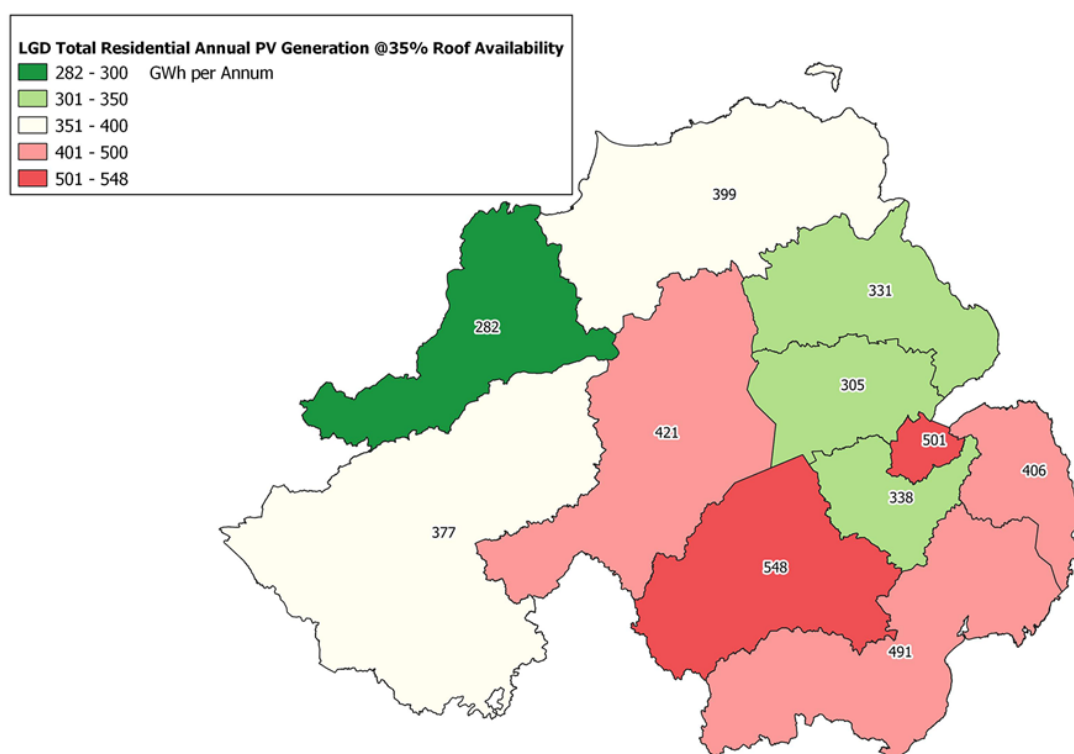 LGD Total Residential Annual PV Generation @35% Roof Availability
282 - 300 GWh per Annum
301 - 350
351 - 400
401 - 500
501 - 548
399
331
282
305
421
501
406
338
377
548
491